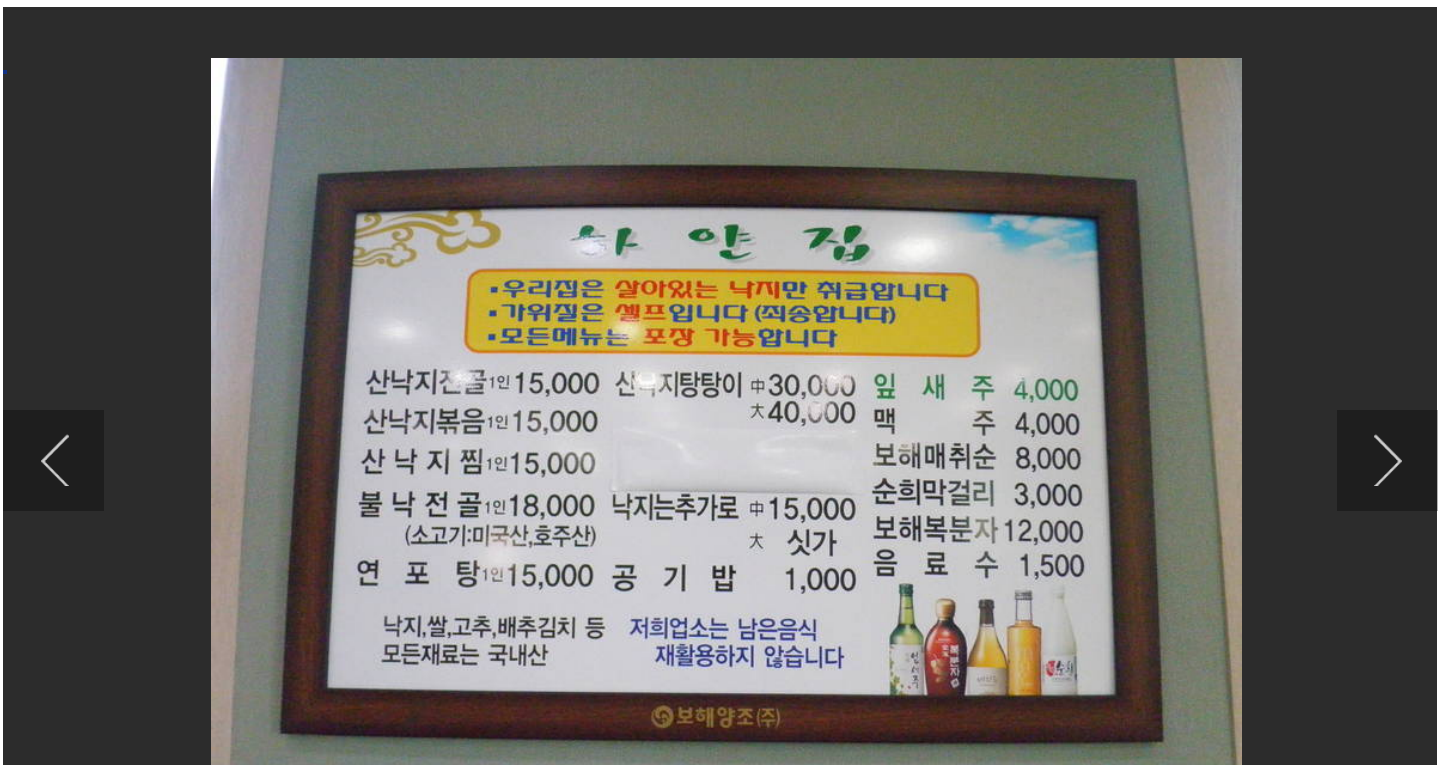 하얀집
▪우리집은 살아있는 낙지만 취급합니다
▪가위질은 셀프입니다 (죄송합니다)
▪모든메뉴는 포장 가능합니다
산낙지전골 1인 15,000
산낙지볶음 1인 15,000
산낙지찜 1인 15,000
불낙전골 1인 18,000
(소고기:미국산,호주산)
연포탕 1인 15,000
산낙지탕탕이 中 30,000
大 40,000
낙지는추가로 中 15,000
大 싯가
공기밥 1,000
잎새주 4,000
맥주 4,000
보해매취순 8,000
순희막걸리 3,000
보해복분자 12,000
음료수 1,500
낙지,쌀,고추,배추김치 등
모든재료는 국내산
저희업소는 남은음식
재활용하지 않습니다
잎새주
복분자
순희
보해양조(주)